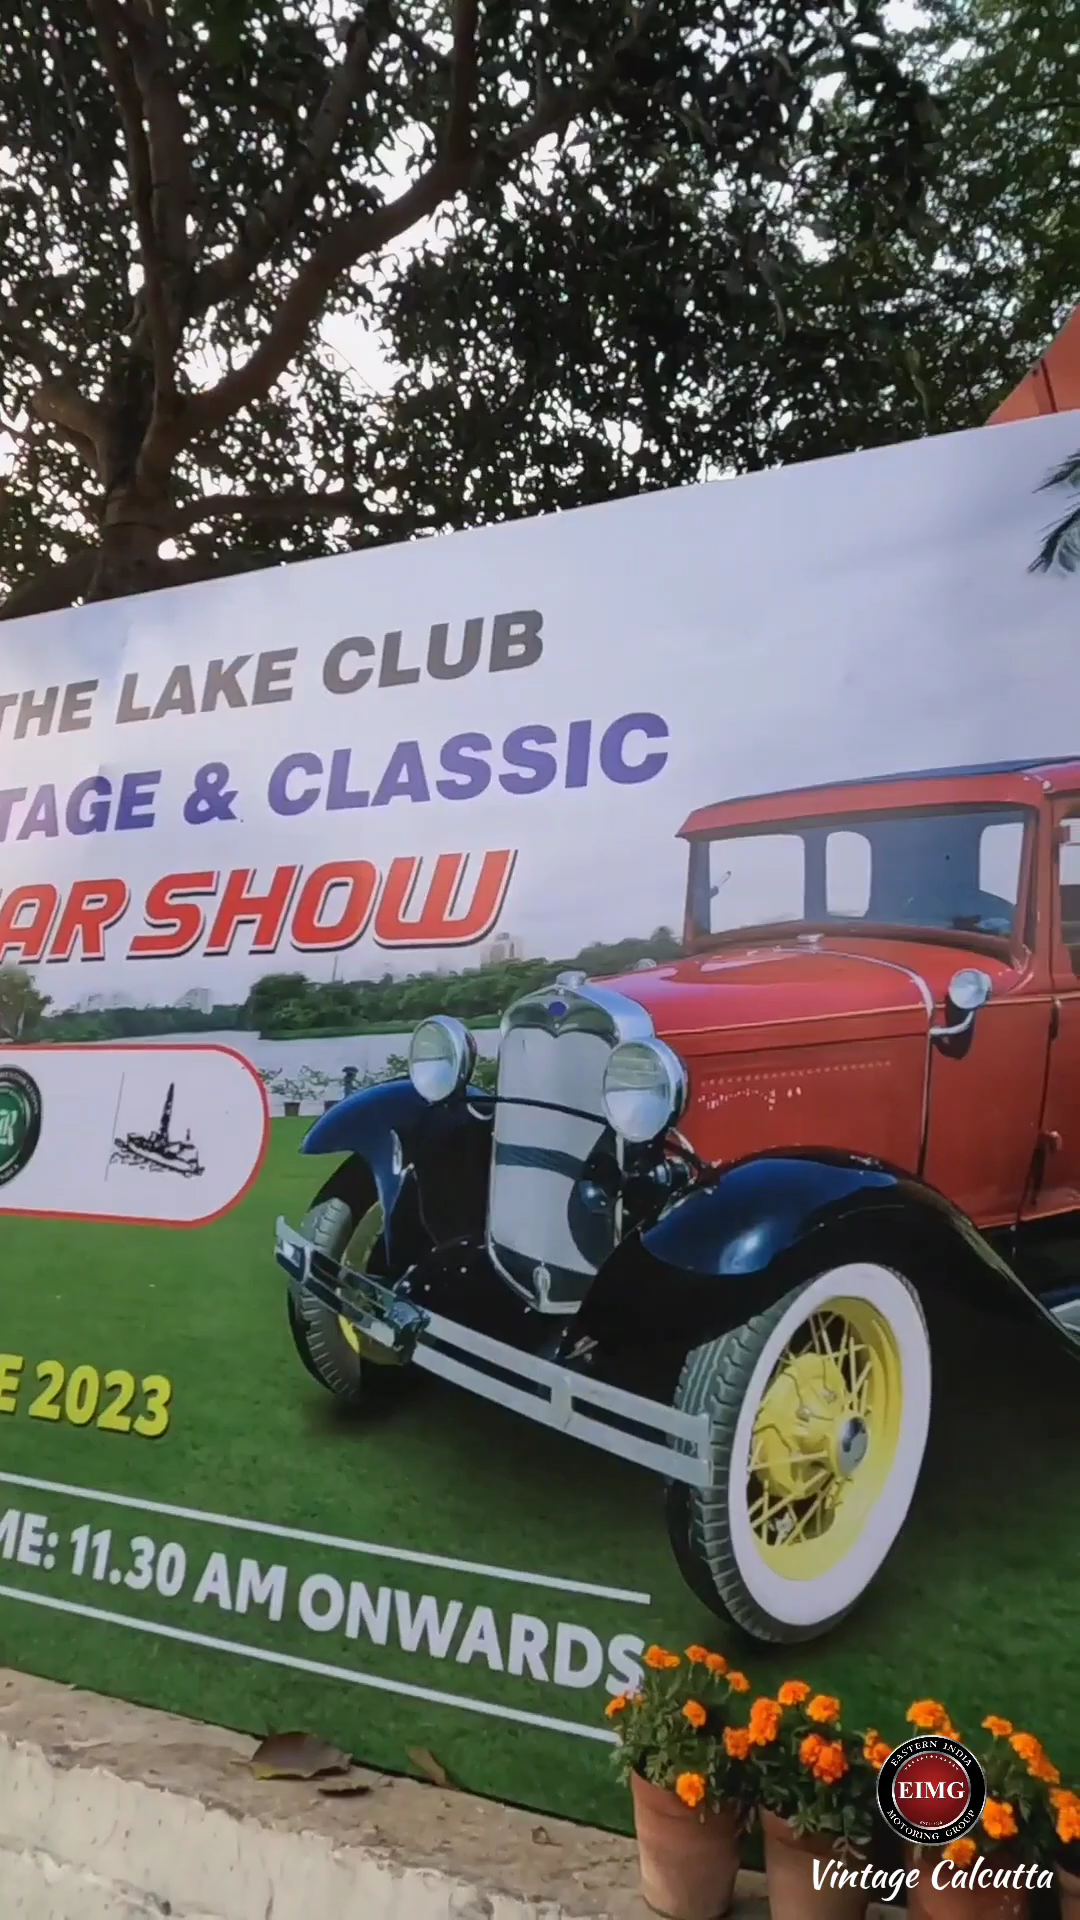 THE LAKE CLUB
TAGE & CLASSIC
AR SHOW
E 2023
ME: 11.30 AM ONWARDS
EASTERN INDIA
EIMG
MOTORING GROUP
Vintage Calcutta